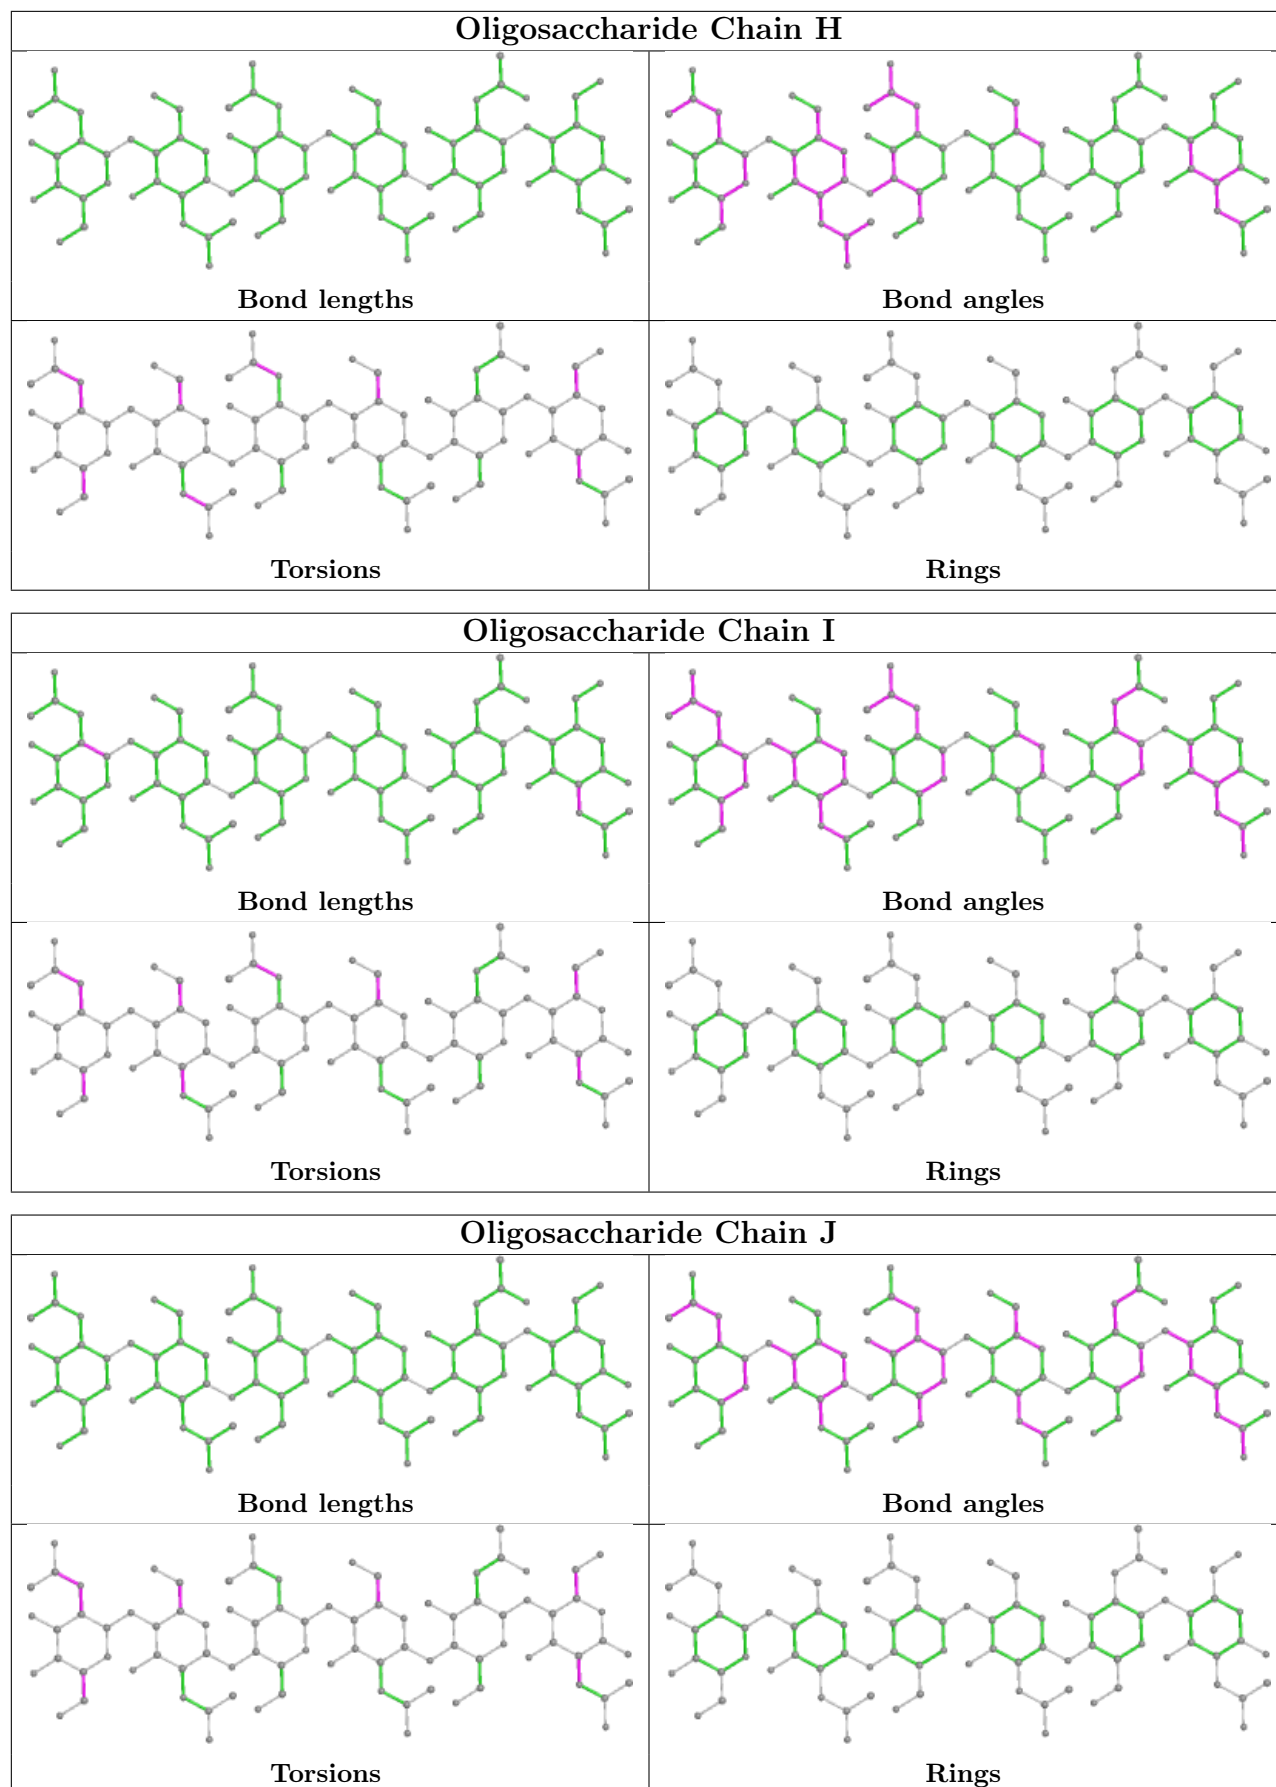 Oligosaccharide Chain H
Bond lengths
Bond angles
Torsions
Rings
Oligosaccharide Chain I
Bond lengths
Bond angles
Torsions
Rings
Oligosaccharide Chain J
Bond lengths
Bond angles
Torsions
Rings